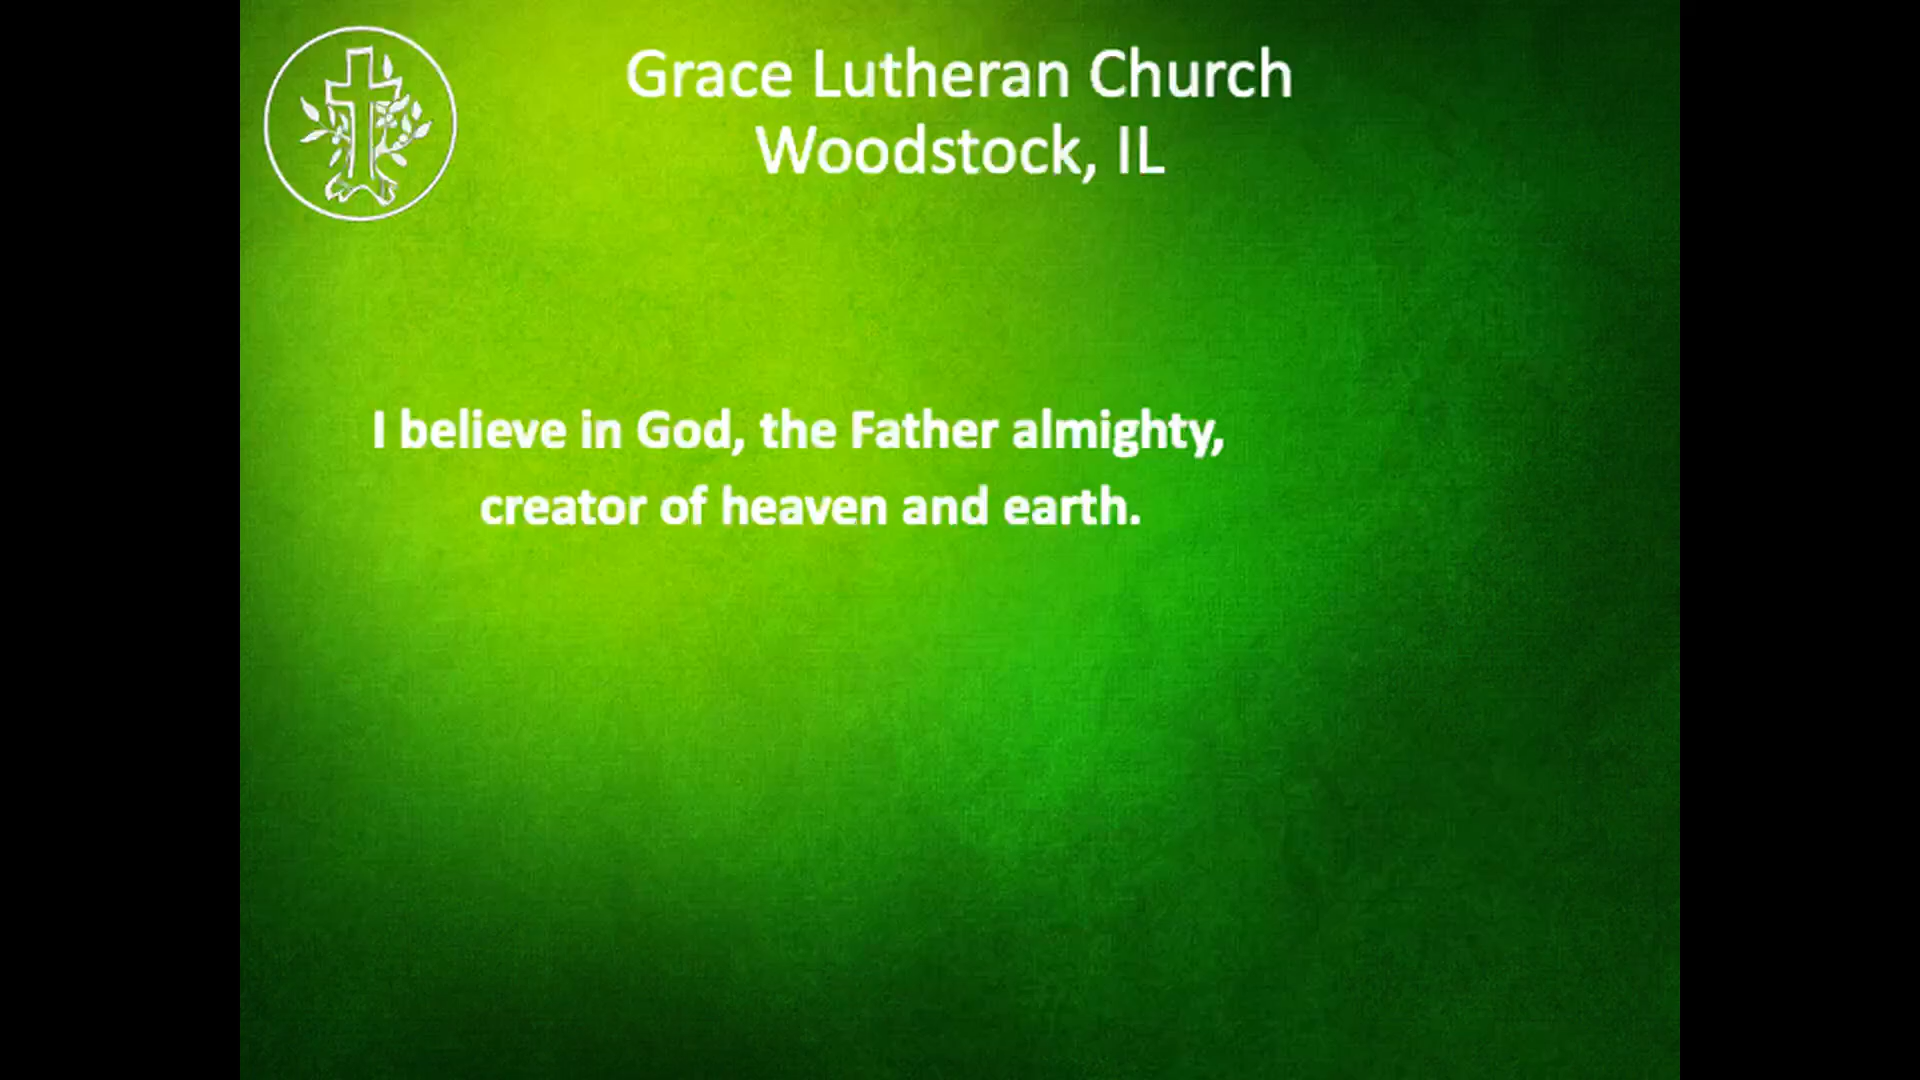 Grace Lutheran Church
Woodstock, IL
I believe in God, the Father almighty,
creator of heaven and earth.